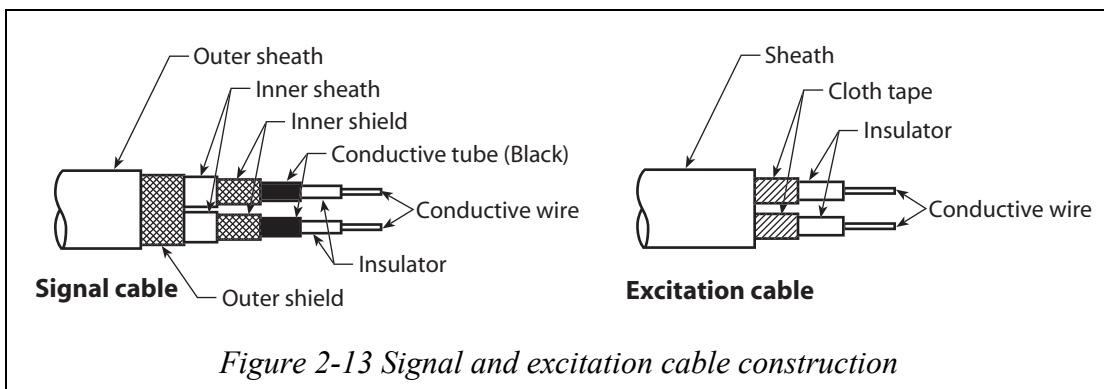 Outer sheath
Inner sheath
Inner shield
Conductive tube (Black)
Conductive wire
Insulator
Signal cable
Outer shield
Sheath
Cloth tape
Insulator
Conductive wire
Excitation cable
Figure 2-13 Signal and excitation cable construction